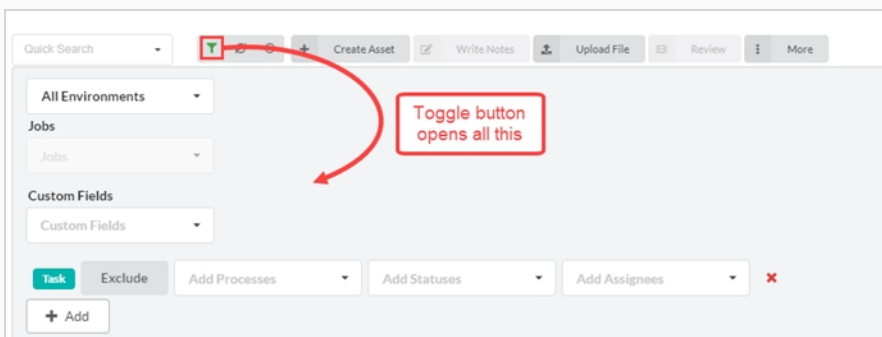 Quick Search
Create Asset
Write Notes
Upload File
Review
More
All Environments
Toggle button
opens all this
Jobs
Jobs
Custom Fields
Custom Fields
Task
Exclude
Add Processes
Add Statuses
Add Assignees
Add